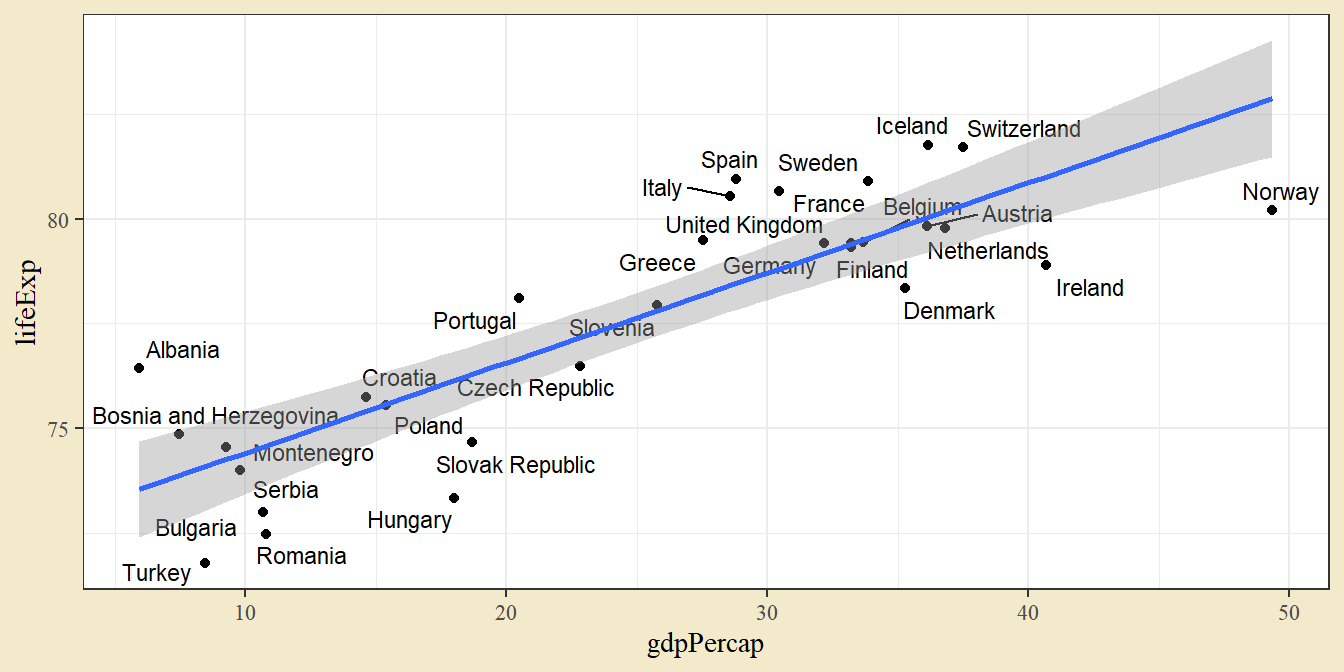 lifeExp
80
75
Iceland
Switzerland
Spain
Sweden
Italy
Norway
France
Belgium
Austria
United Kingdom
Netherlands
Greece
Germany
Finland
Ireland
Denmark
Portugal
Slovenia
Albania
Croatia
Czech Republic
Bosnia and Herzegovina
Poland
Montenegro
Slovak Republic
Serbia
Hungary
Bulgaria
Romania
Turkey
10
20
30
40
50
gdpPercap